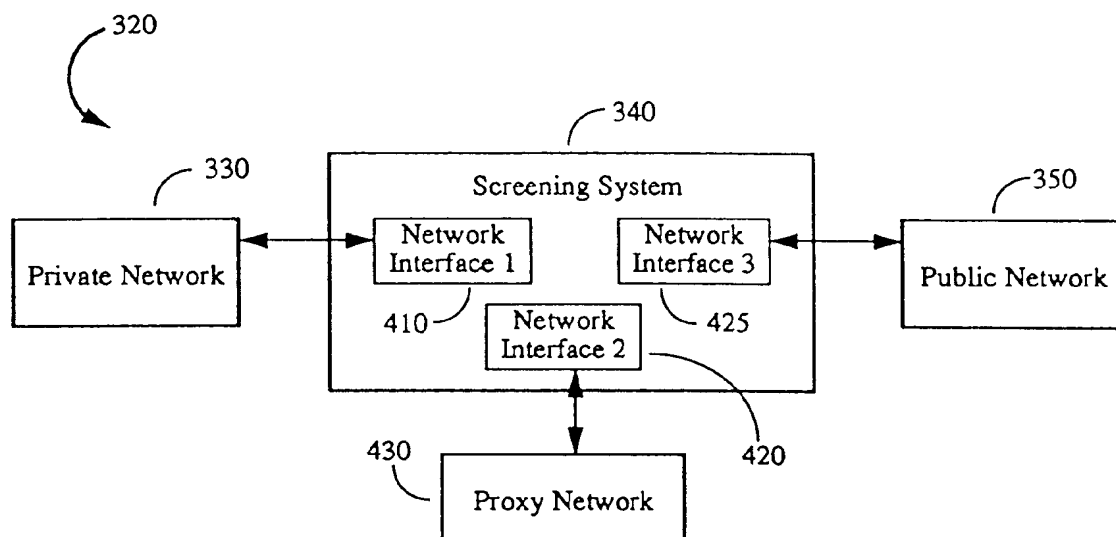 320
340
330
350
Screening System
Network
Interface 1
Network
Interface 3
Private Network
Public Network
410
425
Network
Interface 2
420
430
Proxy Network